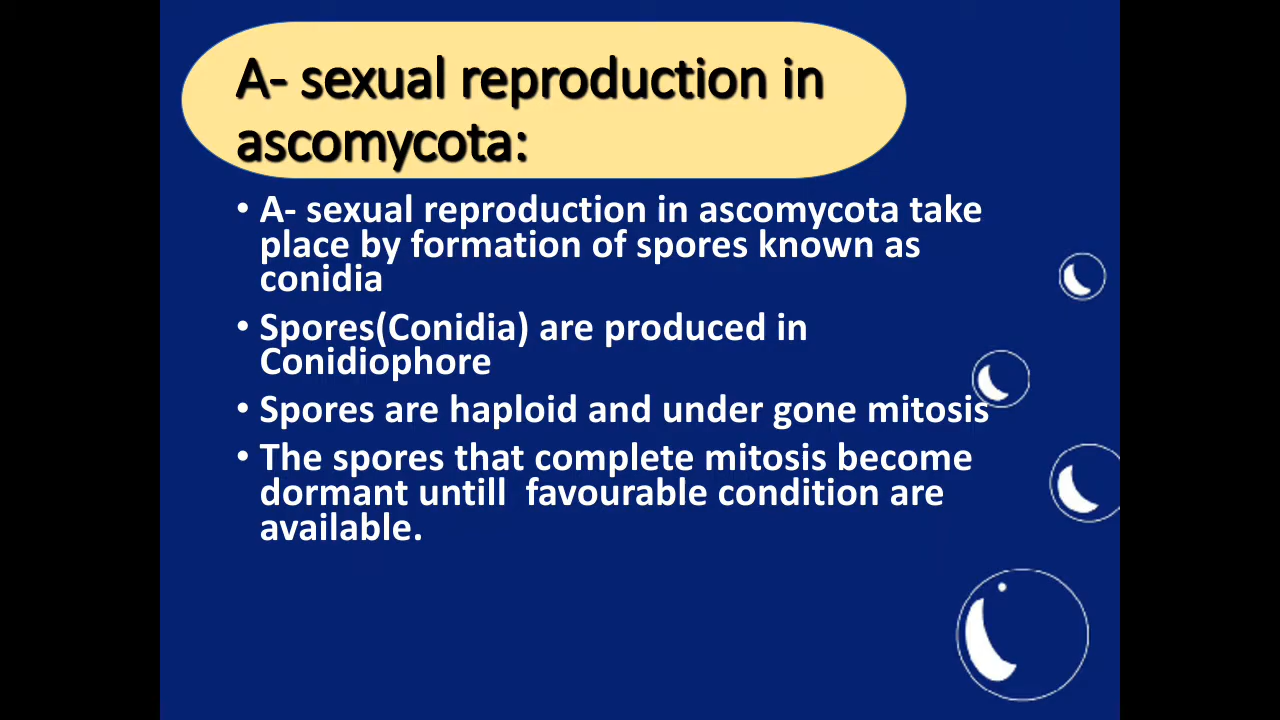 A- sexual reproduction in
ascomycota:
• A- sexual reproduction in ascomycota take
place by formation of spores known as
conidia
• Spores(Conidia) are produced in
Conidiophore
• Spores are haploid and under gone mitosis
• The spores that complete mitosis become
dormant untill  favourable condition are
available.